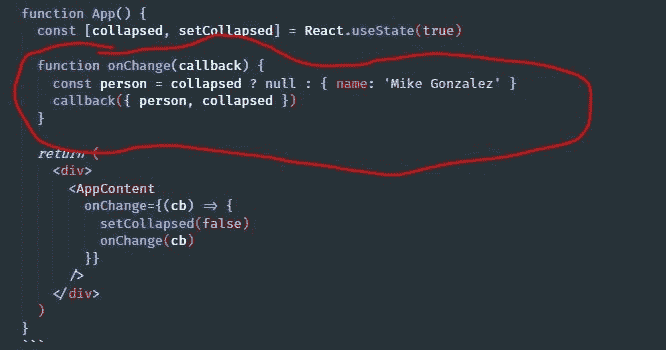 function App() {
  const [collapsed, setCollapsed] = React.useState(true)

  function onChange(callback) {
    const person = collapsed ? null : { name: 'Mike Gonzalez' }
    callback({ person, collapsed })
  }

  return (
    <div>
      <AppContent
        onChange={(cb) => {
          setCollapsed(false)
          onChange(cb)
        }}
      />
    </div>
  )
}
```